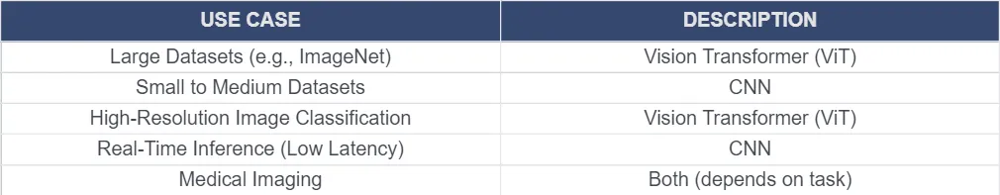 USE CASE DESCRIPTION
Large Datasets (e.g., ImageNet) Vision Transformer (ViT)
Small to Medium Datasets CNN
High-Resolution Image Classification Vision Transformer (ViT)
Real-Time Inference (Low Latency) CNN
Medical Imaging Both (depends on task)